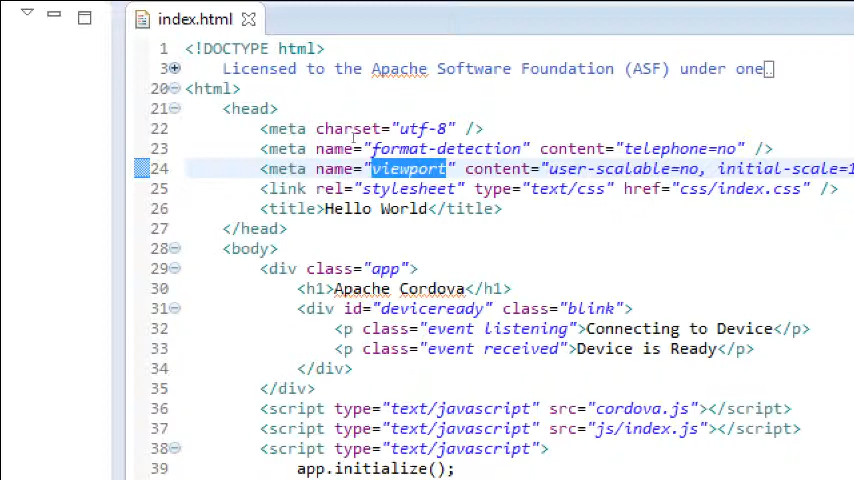 index.html
1 <!DOCTYPE html>
3 Licensed to the Apache Software Foundation (ASF) under one..
20 <html>
21 <head>
22 <meta charset="utf-8" />
23 <meta name="format-detection" content="telephone=no" />
24 <meta name="viewport" content="user-scalable=no, initial-scale=1
25 <link rel="stylesheet" type="text/css" href="css/index.css" />
26 <title>Hello World</title>
27 </head>
28 <body>
29 <div class="app">
30 <h1>Apache Cordova</h1>
31 <div id="deviceready" class="blink">
32 <p class="event listening">Connecting to Device</p>
33 <p class="event received">Device is Ready</p>
34 </div>
35 </div>
36 <script type="text/javascript" src="cordova.js"></script>
37 <script type="text/javascript" src="js/index.js"></script>
38 <script type="text/javascript">
39 app.initialize();